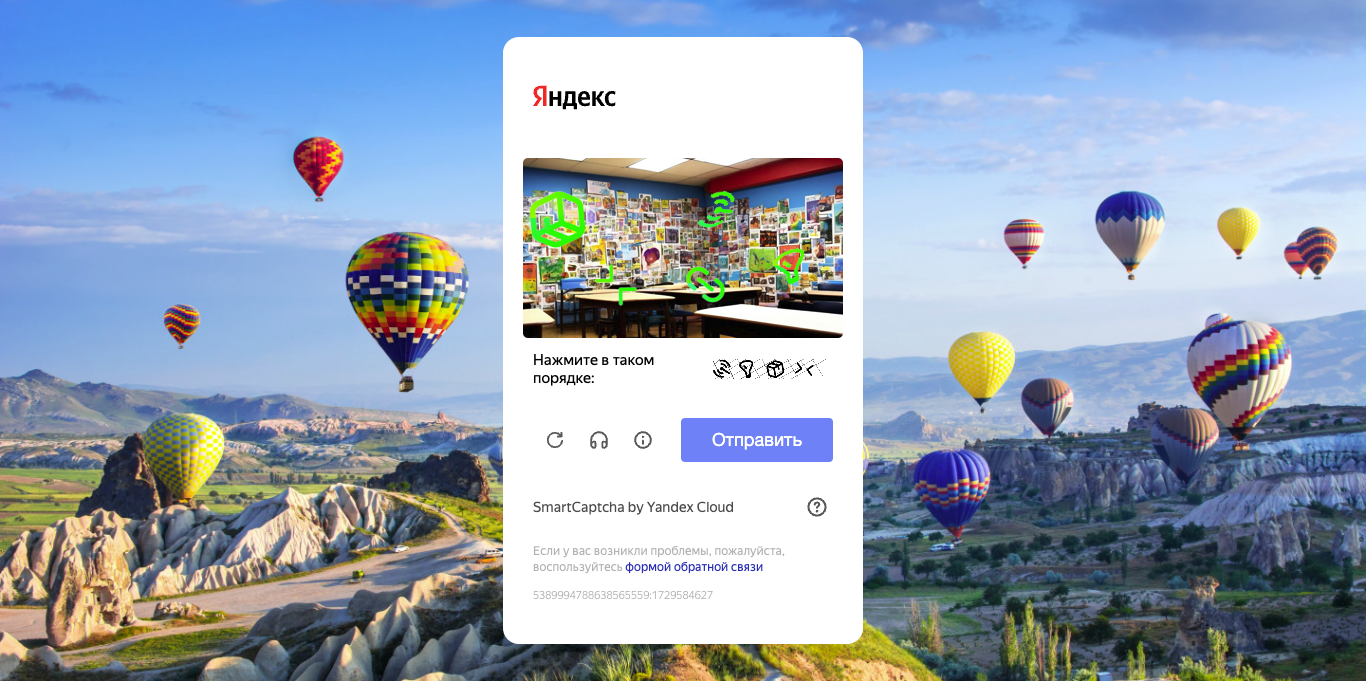 Яндекс
Нажмите в таком
порядке:
Отправить
SmartCaptcha by Yandex Cloud
Если у вас возникли проблемы, пожалуйста,
воспользуйтесь формой обратной связи
5389994788638565559:1729584627